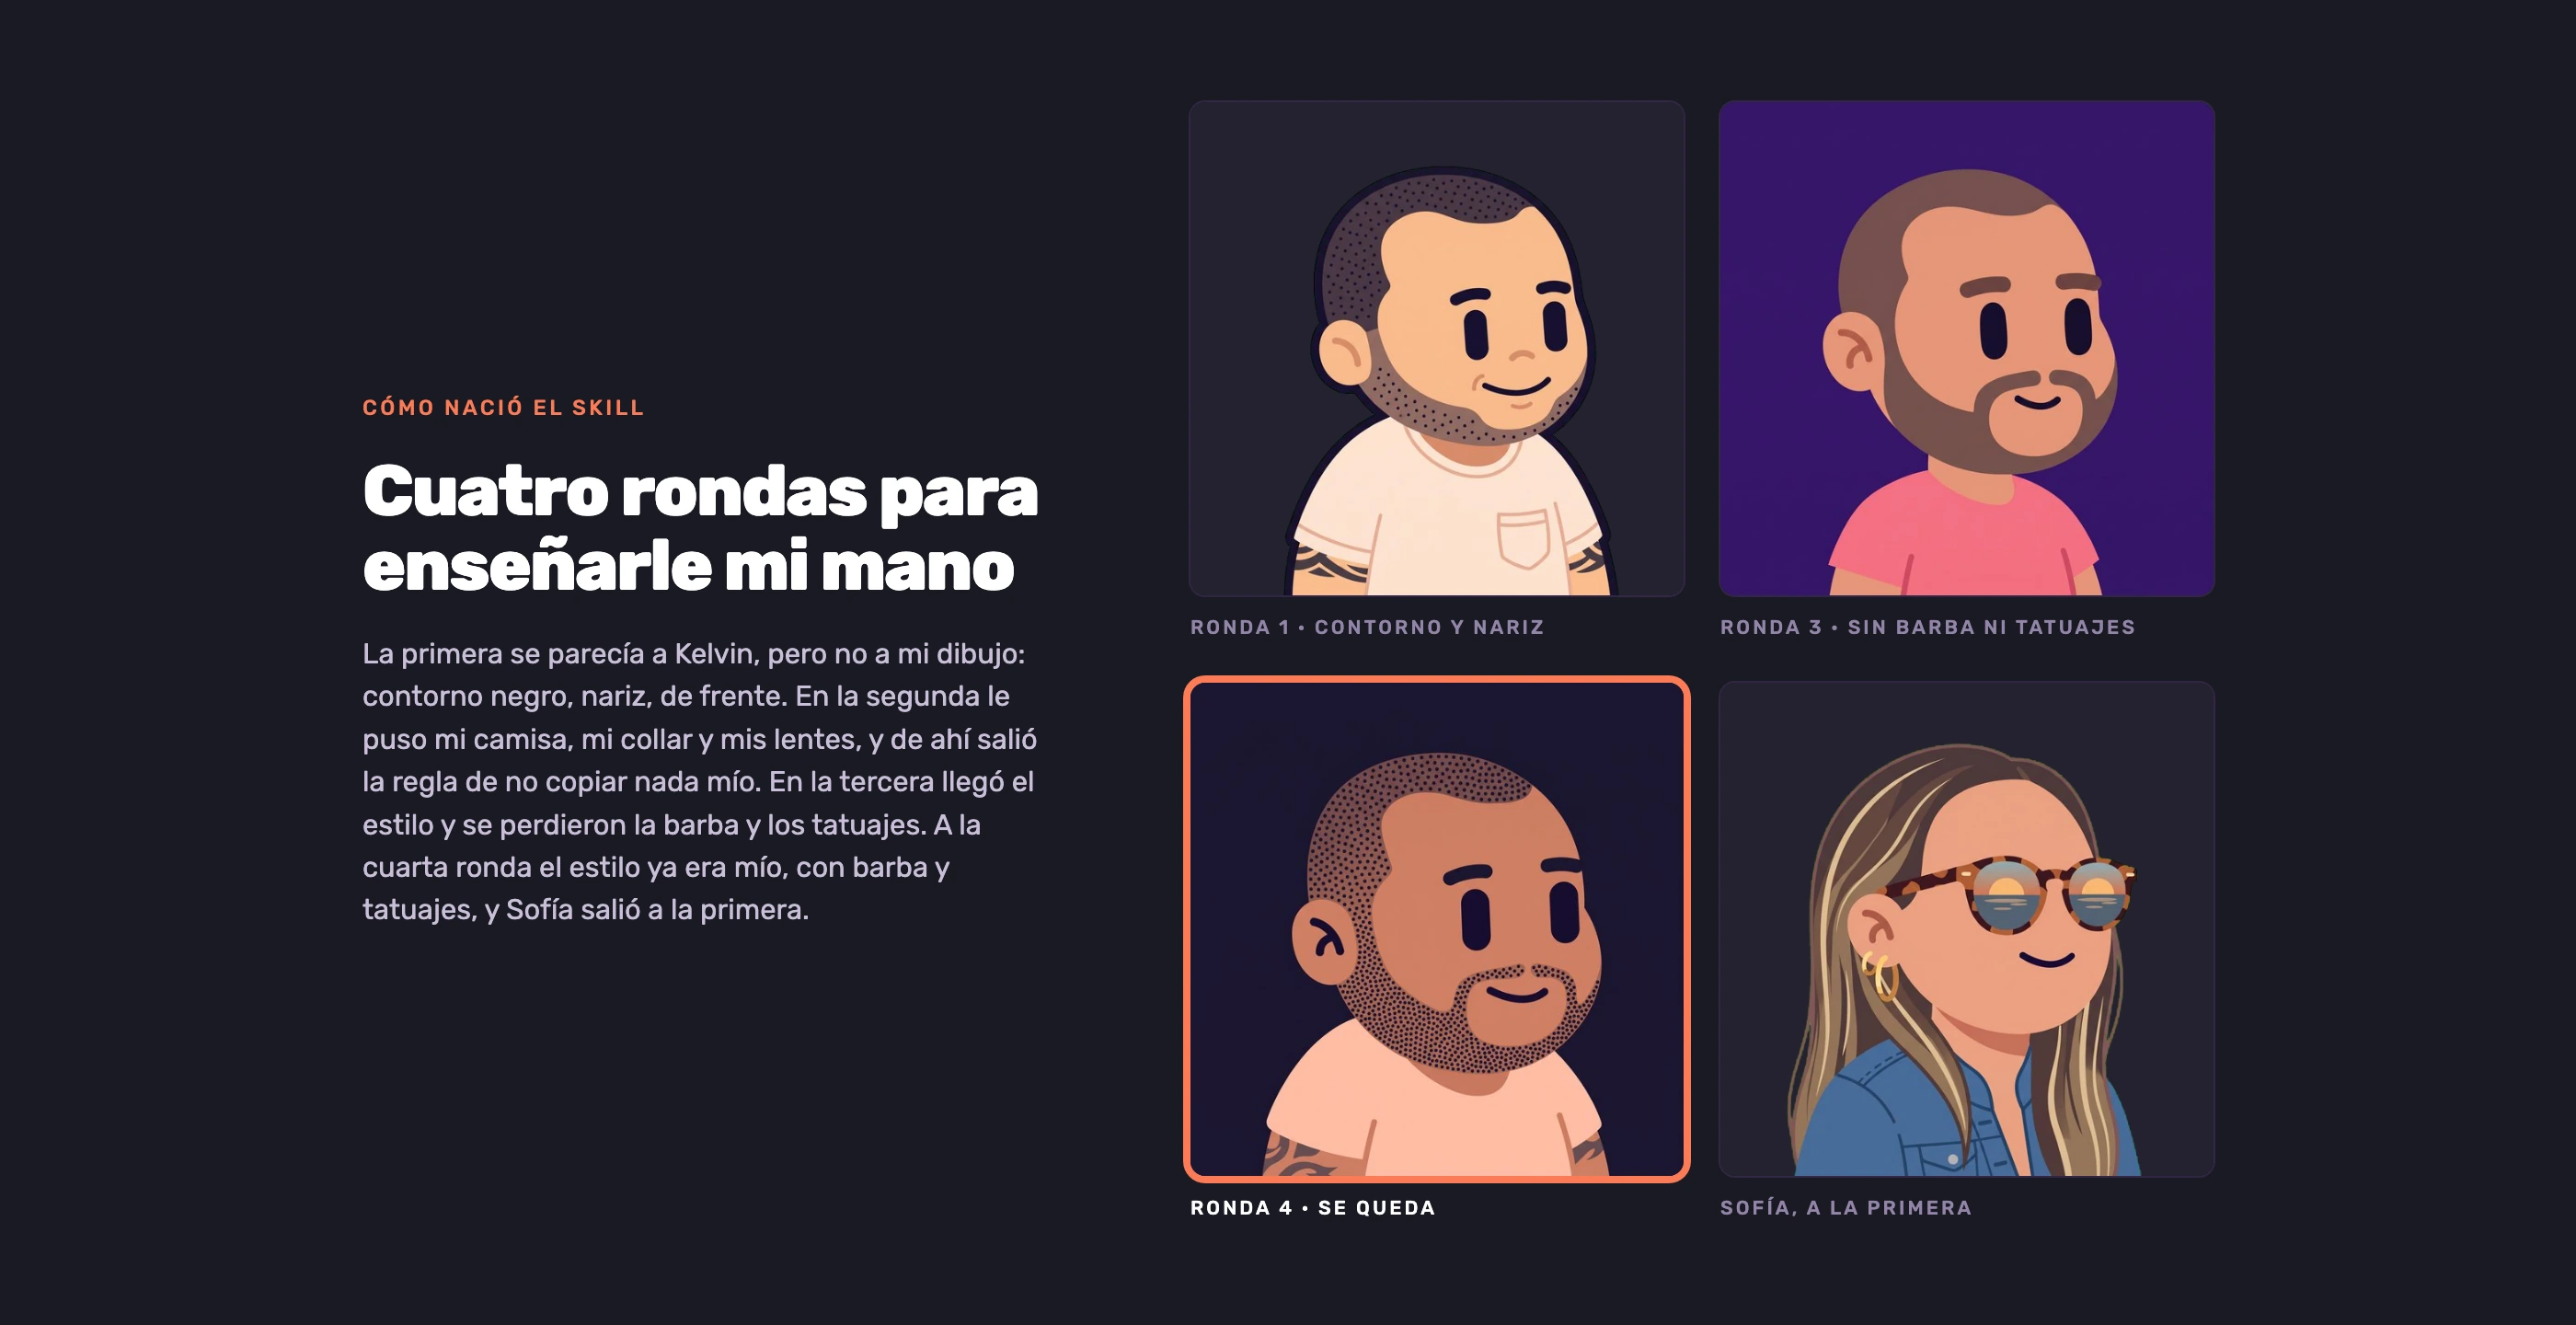 CÓMO NACIÓ EL SKILL
Cuatro rondas para
enseñarle mi mano
La primera se parecía a Kelvin, pero no a mi dibujo:
contorno negro, nariz, de frente. En la segunda le
puso mi camisa, mi collar y mis lentes, y de ahí salió
la regla de no copiar nada mío. En la tercera llegó el
estilo y se perdieron la barba y los tatuajes. A la
cuarta ronda el estilo ya era mío, con barba y
tatuajes, y Sofía salió a la primera.
RONDA 1 • CONTORNO Y NARIZ
RONDA 3 • SIN BARBA NI TATUAJES
RONDA 4 • SE QUEDA
SOFÍA, A LA PRIMERA